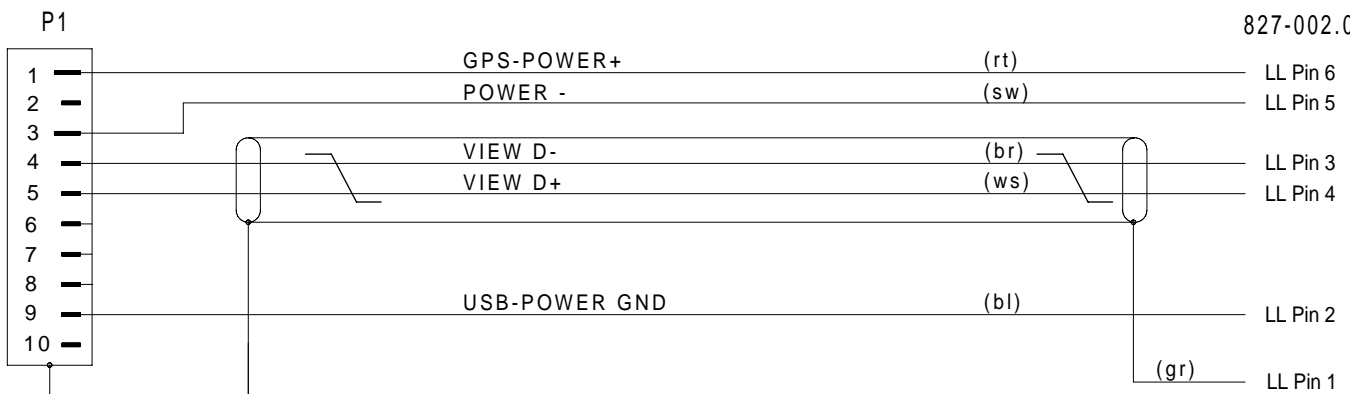 P1 827-002.0
1 GPS-POWER+ (rt) LL Pin 6
2 POWER - (sw) LL Pin 5
3
4 VIEW D- (br) LL Pin 3
5 VIEW D+ (ws) LL Pin 4
6
7
8
9 USB-POWER GND (bl) LL Pin 2
10
(gr) LL Pin 1